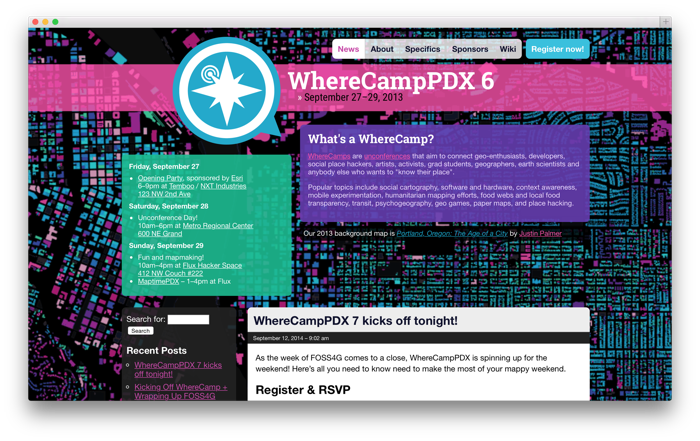 News About Specifics Sponsors Wiki Register now!
WhereCampPDX 6
» September 27–29, 2013
What's a WhereCamp?
WhereCamps are unconferences that aim to connect geo-enthusiasts, developers,
social place hackers, artists, activists, grad students, geographers, earth scientists and
anybody else who wants to "know their place".
Popular topics include social cartography, software and hardware, context awareness,
mobile experimentation, humanitarian mapping efforts, food webs and local food
transparency, transit, psychogeography, geo games, paper maps, and place hacking.
Our 2013 background map is Portland, Oregon: The Age of a City by Justin Palmer
Friday, September 27
Opening Party, sponsored by Esri
6–9pm at Temboo / NXT Industries
123 NW 2nd Ave
Saturday, September 28
Unconference Day!
10am–6pm at Metro Regional Center
600 NE Grand
Sunday, September 29
Fun and mapmaking!
10am–4pm at Flux Hacker Space
412 NW Couch #222
MaptimePDX – 1–4pm at Flux
Search for:
Search
Recent Posts
WhereCampPDX 7 kicks
off tonight!
Kicking Off WhereCamp +
Wrapping Up FOSS4G
WhereCampPDX 7 kicks off tonight!
September 12, 2014 – 9:02 am
As the week of FOSS4G comes to a close, WhereCampPDX is spinning up for the
weekend! Here's all you need to know need to make the most of your mappy weekend.
Register & RSVP